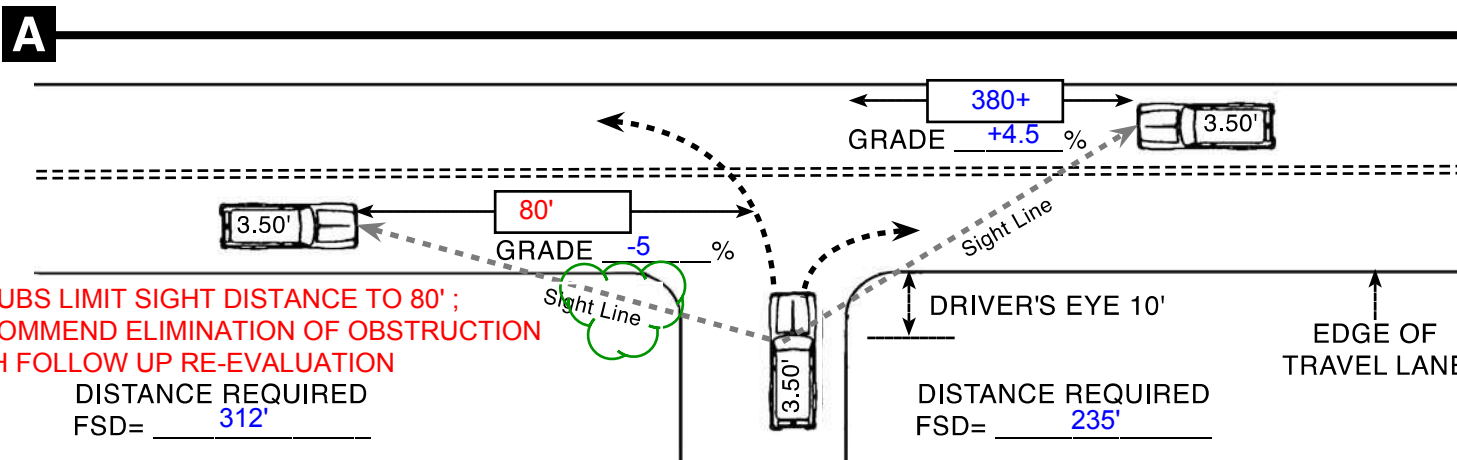 A
380+
GRADE +4.5 %
3.50'
3.50'
80'
GRADE -5 %
Sight Line
Sight Line
UBS LIMIT SIGHT DISTANCE TO 80' ;
OMMEND ELIMINATION OF OBSTRUCTION
H FOLLOW UP RE-EVALUATION
DRIVER'S EYE 10'
EDGE OF
TRAVEL LANE
3.50'
DISTANCE REQUIRED
FSD= 312'
DISTANCE REQUIRED
FSD= 235'